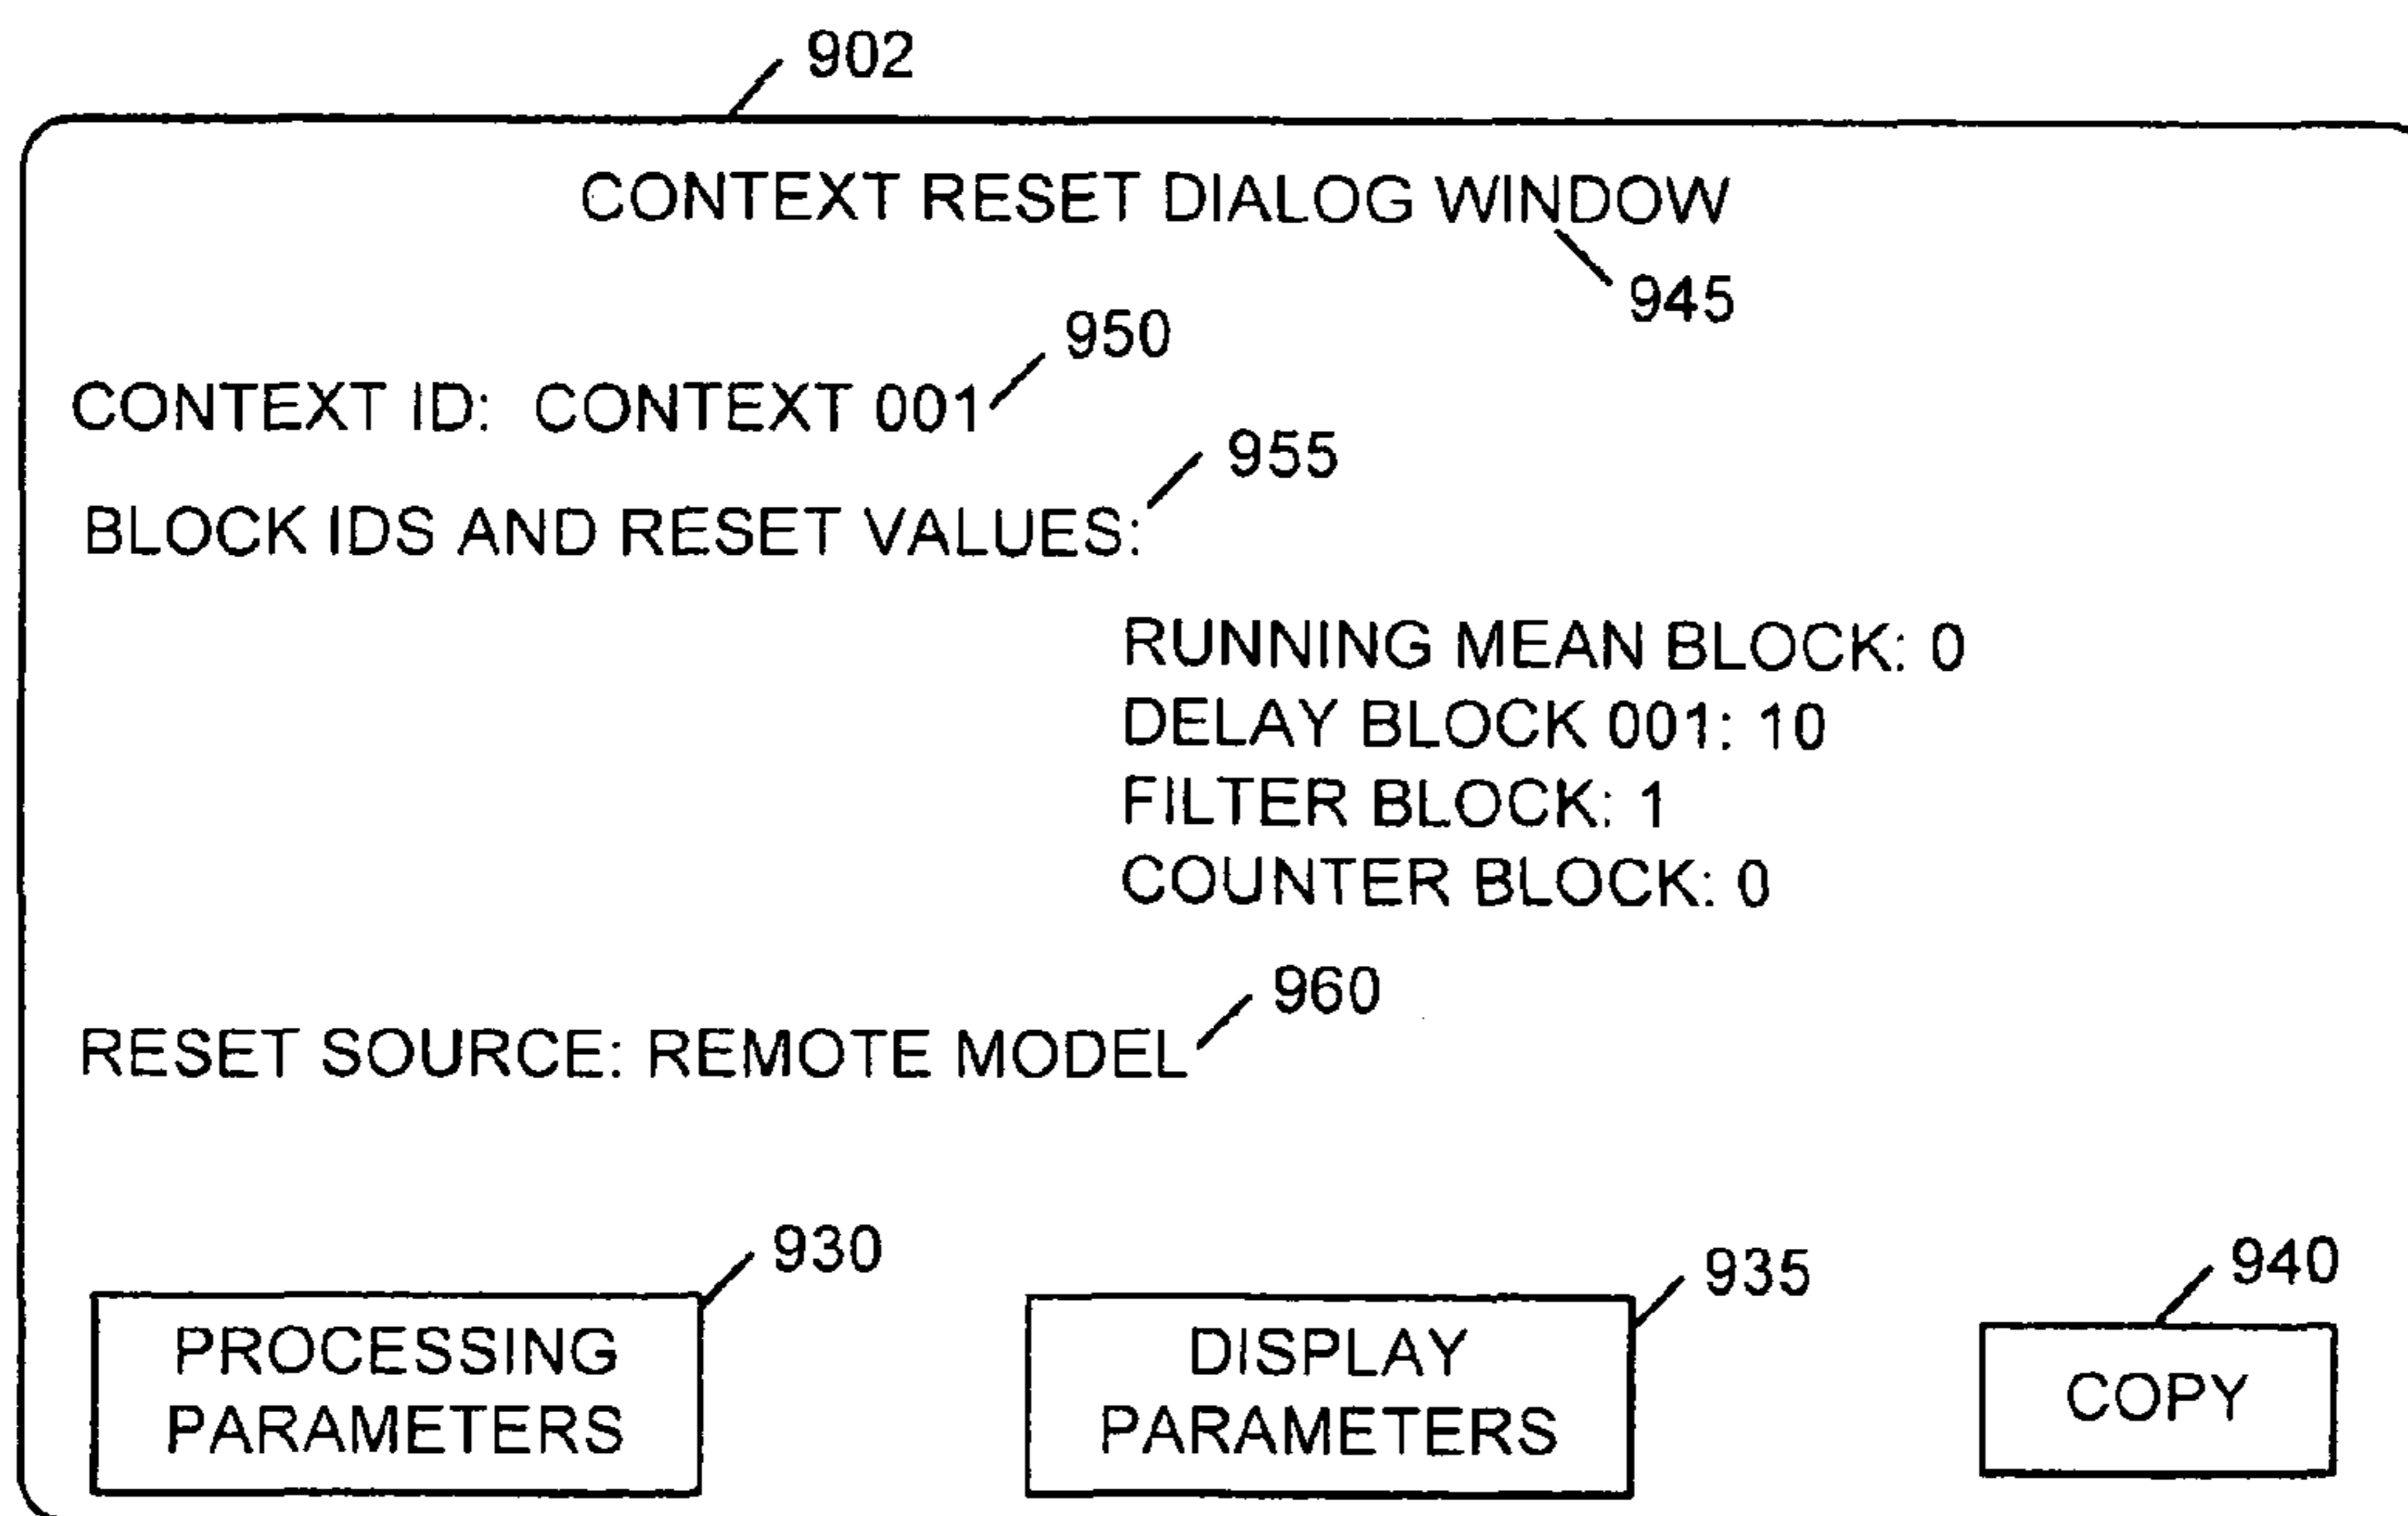 902
CONTEXT RESET DIALOG WINDOW
945
950
CONTEXT ID: CONTEXT 001
955
BLOCK IDS AND RESET VALUES:
RUNNING MEAN BLOCK: 0
DELAY BLOCK 001: 10
FILTER BLOCK: 1
COUNTER BLOCK: 0
960
RESET SOURCE: REMOTE MODEL
930
PROCESSING
PARAMETERS
935
DISPLAY
PARAMETERS
940
COPY